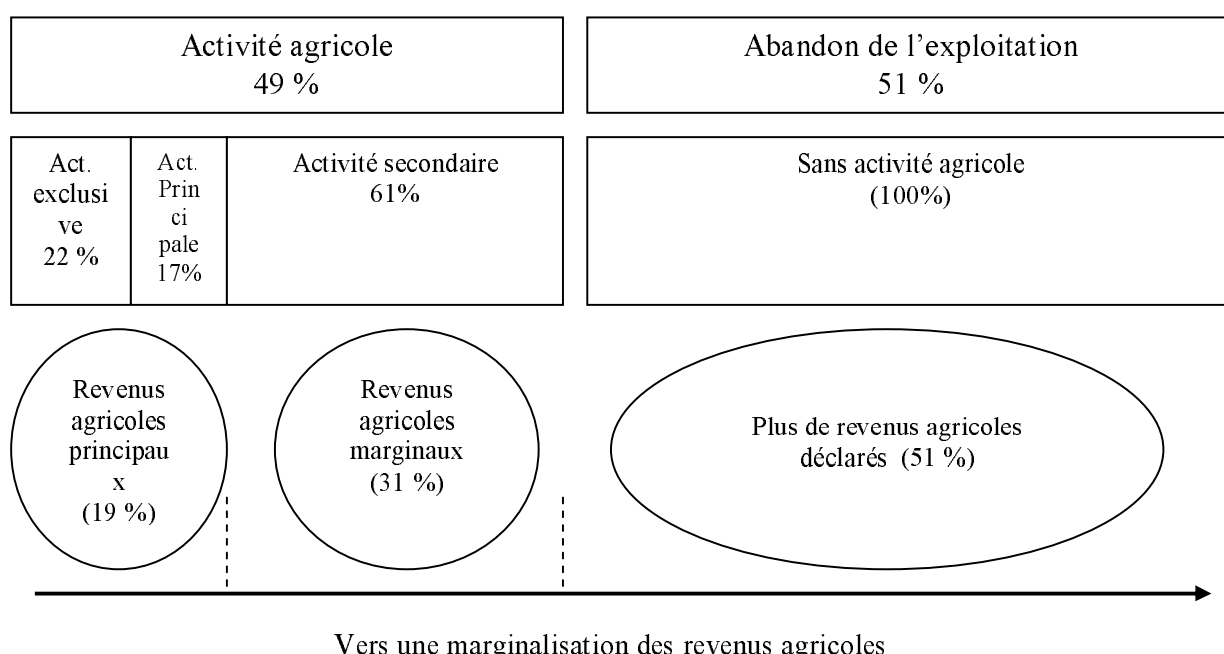 Activité agricole
49 %
Abandon de l’exploitation
51 %
Act.
exclusi
ve
22 %
Act.
Prin
ci
pale
17%
Activité secondaire
61%
Sans activité agricole
(100%)
Revenus
agricoles
principau
x
(19 %)
Revenus
agricoles
marginaux
(31 %)
Plus de revenus agricoles
déclarés (51 %)
Vers une marginalisation des revenus agricoles